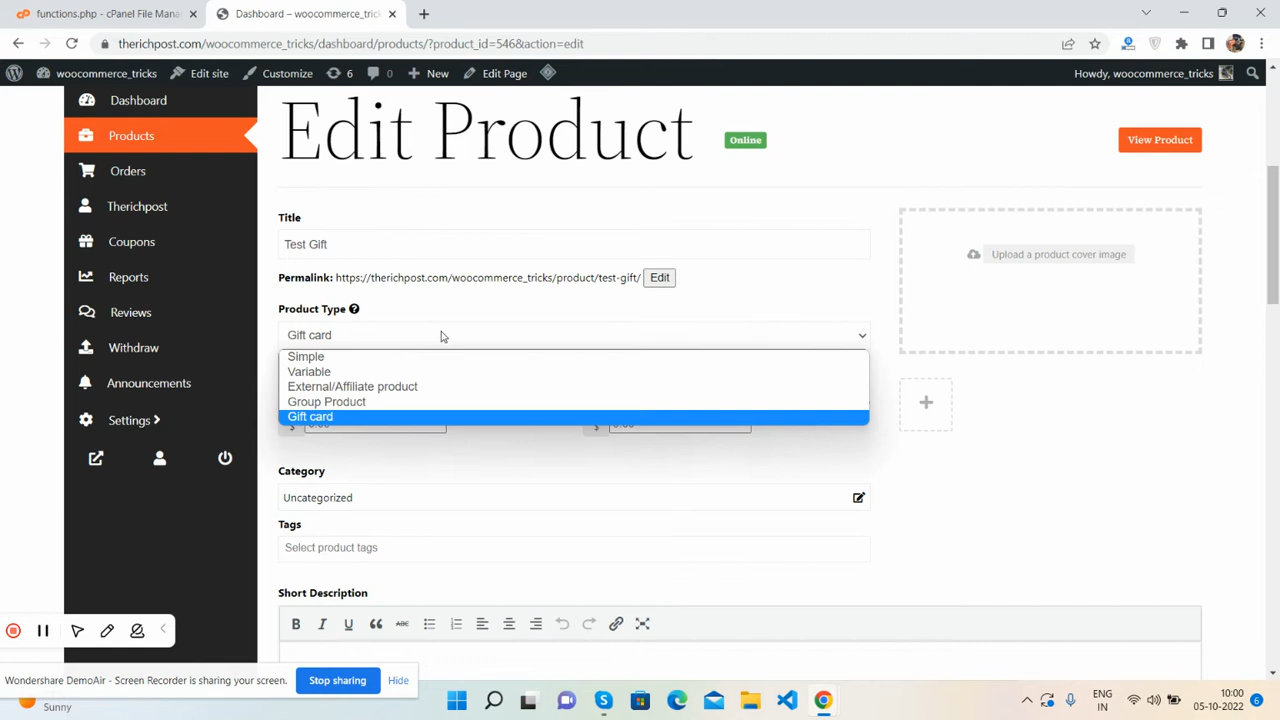 functions.php - cPanel File Mana
Dashboard – woocommerce_tric
therichpost.com/woocommerce_tricks/dashboard/products/?product_id=546&action=edit
woocommerce_tricks
Edit site
Customize
6
0
New
Edit Page
Howdy, woocommerce_tricks
Dashboard
Products
Orders
Therichpost
Coupons
Reports
Reviews
Withdraw
Announcements
Settings
Edit Product
Online
View Product
Title
Test Gift
Permalink: https://therichpost.com/woocommerce_tricks/product/test-gift/ Edit
Product Type
Gift card
Simple
Variable
External/Affiliate product
Group Product
Gift card
$
$
Upload a product cover image
Category
Uncategorized
Tags
Select product tags
Short Description
B I U ABC
Wondershare DemoAir - Screen Recorder is sharing your screen.
Stop sharing
Hide
Sunny
ENG
IN
10:00
05-10-2022
6